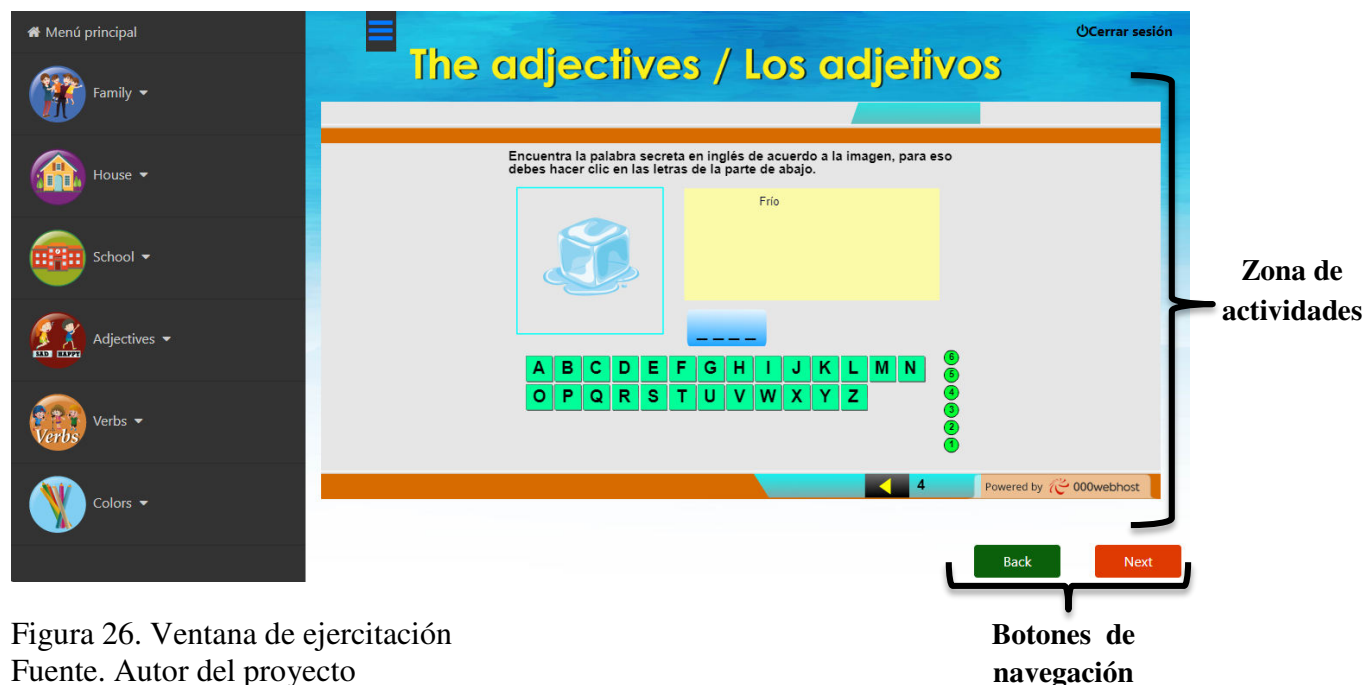 Menú principal
Family
House
School
SAD HAPPY
Adjectives
Verbs
Verbs
Colors
Cerrar sesión
The adjectives / Los adjetivos
Encuentra la palabra secreta en inglés de acuerdo a la imagen, para eso
debes hacer clic en las letras de la parte de abajo.
Frío
_ _ _ _
A B C D E F G H I J K L M N
O P Q R S T U V W X Y Z
6
5
4
3
2
1
4
Powered by 000webhost
Back Next
Zona de
actividades
Botones de
navegación
Figura 26. Ventana de ejercitación
Fuente. Autor del proyecto